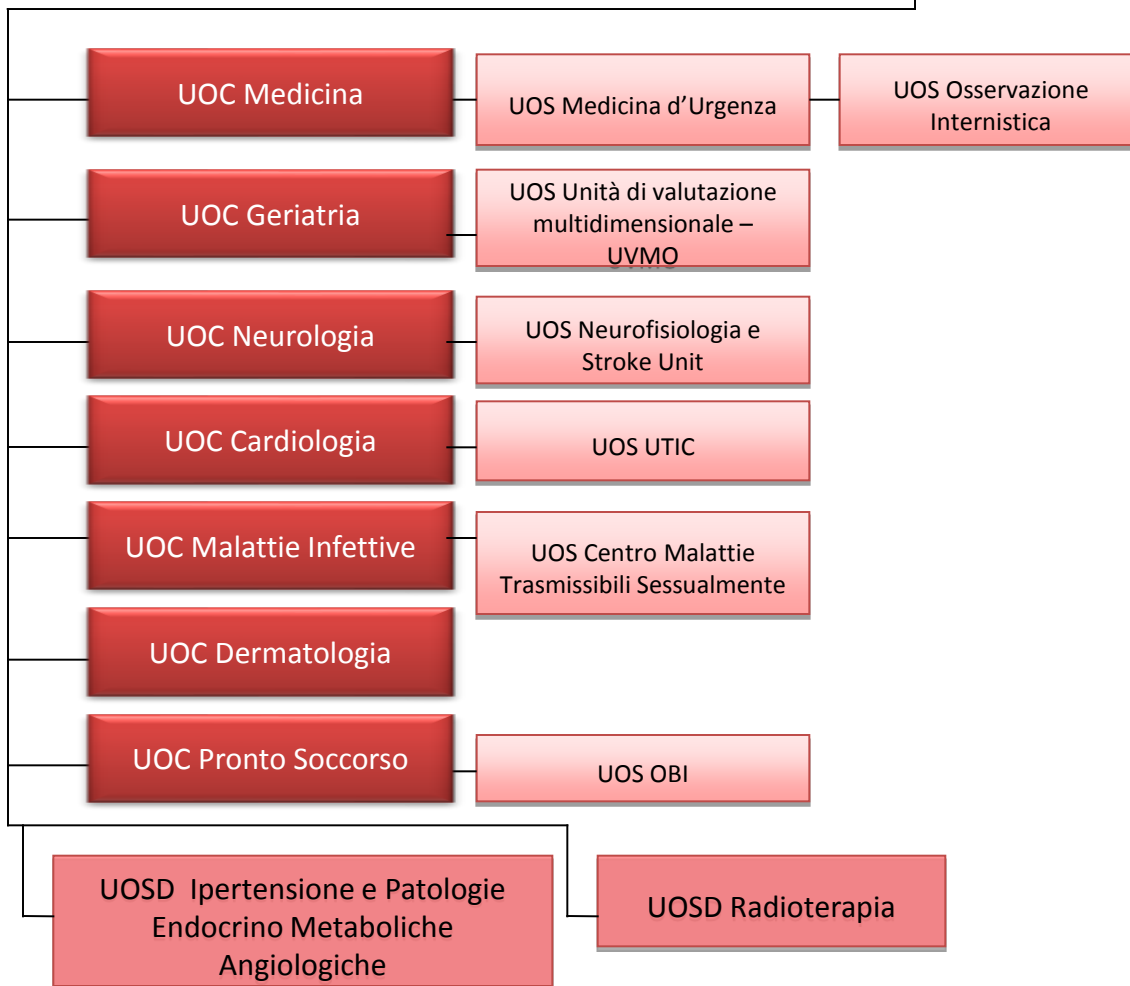 UOC Medicina
UOS Medicina d’Urgenza
UOS Osservazione
Internistica
UOC Geriatria
UOS Unità di valutazione
multidimensionale –
UVMO
UOC Neurologia
UOS Neurofisiologia e
Stroke Unit
UOC Cardiologia
UOS UTIC
UOC Malattie Infettive
UOS Centro Malattie
Trasmissibili Sessualmente
UOC Dermatologia
UOC Pronto Soccorso
UOS OBI
UOSD Ipertensione e Patologie
Endocrino Metaboliche
Angiologiche
UOSD Radioterapia